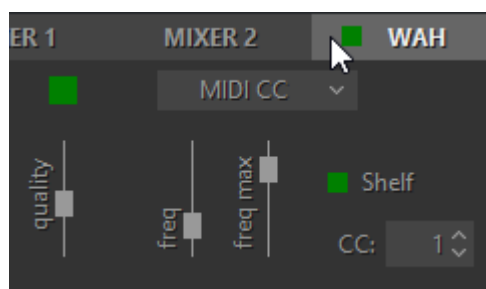 ER 1 MIXER 2 WAH
MIDI CC
quality
freq
freq max
Shelf
CC: 1